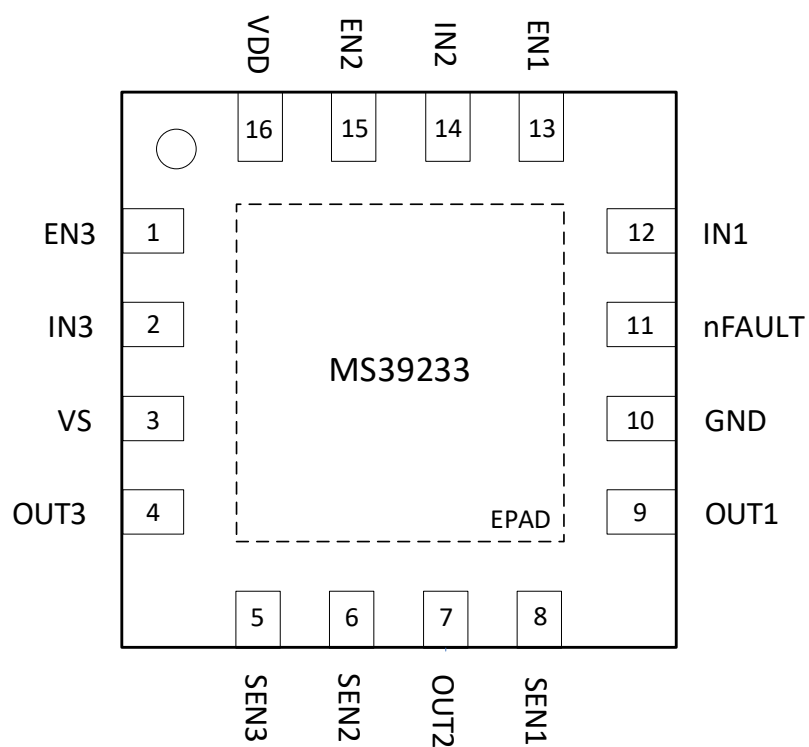 VDD EN2 IN2 EN1
16 15 14 13
EN3 1 12 IN1
IN3 2 11 nFAULT
MS39233
VS 3 10 GND
OUT3 4 9 OUT1
EPAD
5 6 7 8
SEN3 SEN2 OUT2 SEN1